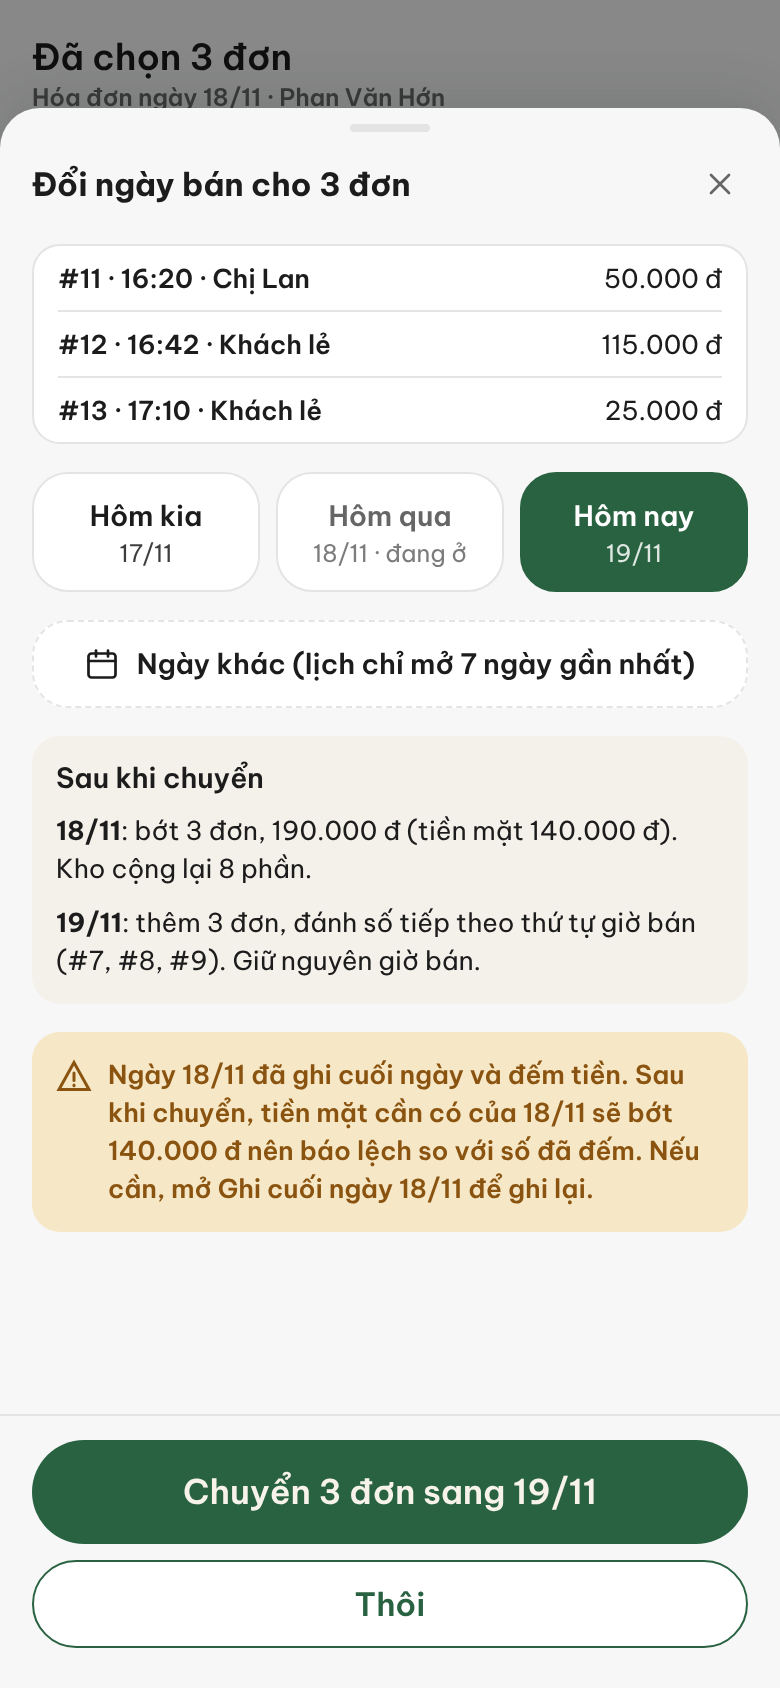 Đã chọn 3 đơn
Hóa đơn ngày 18/11 · Phan Văn Hớn
Đổi ngày bán cho 3 đơn
#11 · 16:20 · Chị Lan 50.000 đ
#12 · 16:42 · Khách lẻ 115.000 đ
#13 · 17:10 · Khách lẻ 25.000 đ
Hôm kia
17/11
Hôm qua
18/11 · đang ở
Hôm nay
19/11
Ngày khác (lịch chỉ mở 7 ngày gần nhất)
Sau khi chuyển
18/11: bớt 3 đơn, 190.000 đ (tiền mặt 140.000 đ).
Kho cộng lại 8 phần.
19/11: thêm 3 đơn, đánh số tiếp theo thứ tự giờ bán
(#7, #8, #9). Giữ nguyên giờ bán.
Ngày 18/11 đã ghi cuối ngày và đếm tiền. Sau
khi chuyển, tiền mặt cần có của 18/11 sẽ bớt
140.000 đ nên báo lệch so với số đã đếm. Nếu
cần, mở Ghi cuối ngày 18/11 để ghi lại.
Chuyển 3 đơn sang 19/11
Thôi